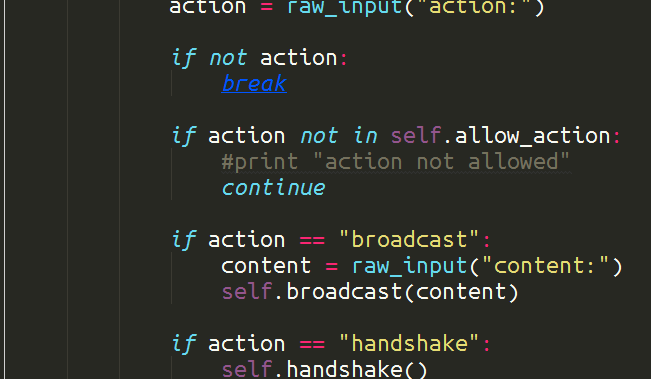 action = raw_input("action:")
if not action:
break
if action not in self.allow_action:
#print "action not allowed"
continue
if action == "broadcast":
content = raw_input("content:")
self.broadcast(content)
if action == "handshake":
self.handshake()